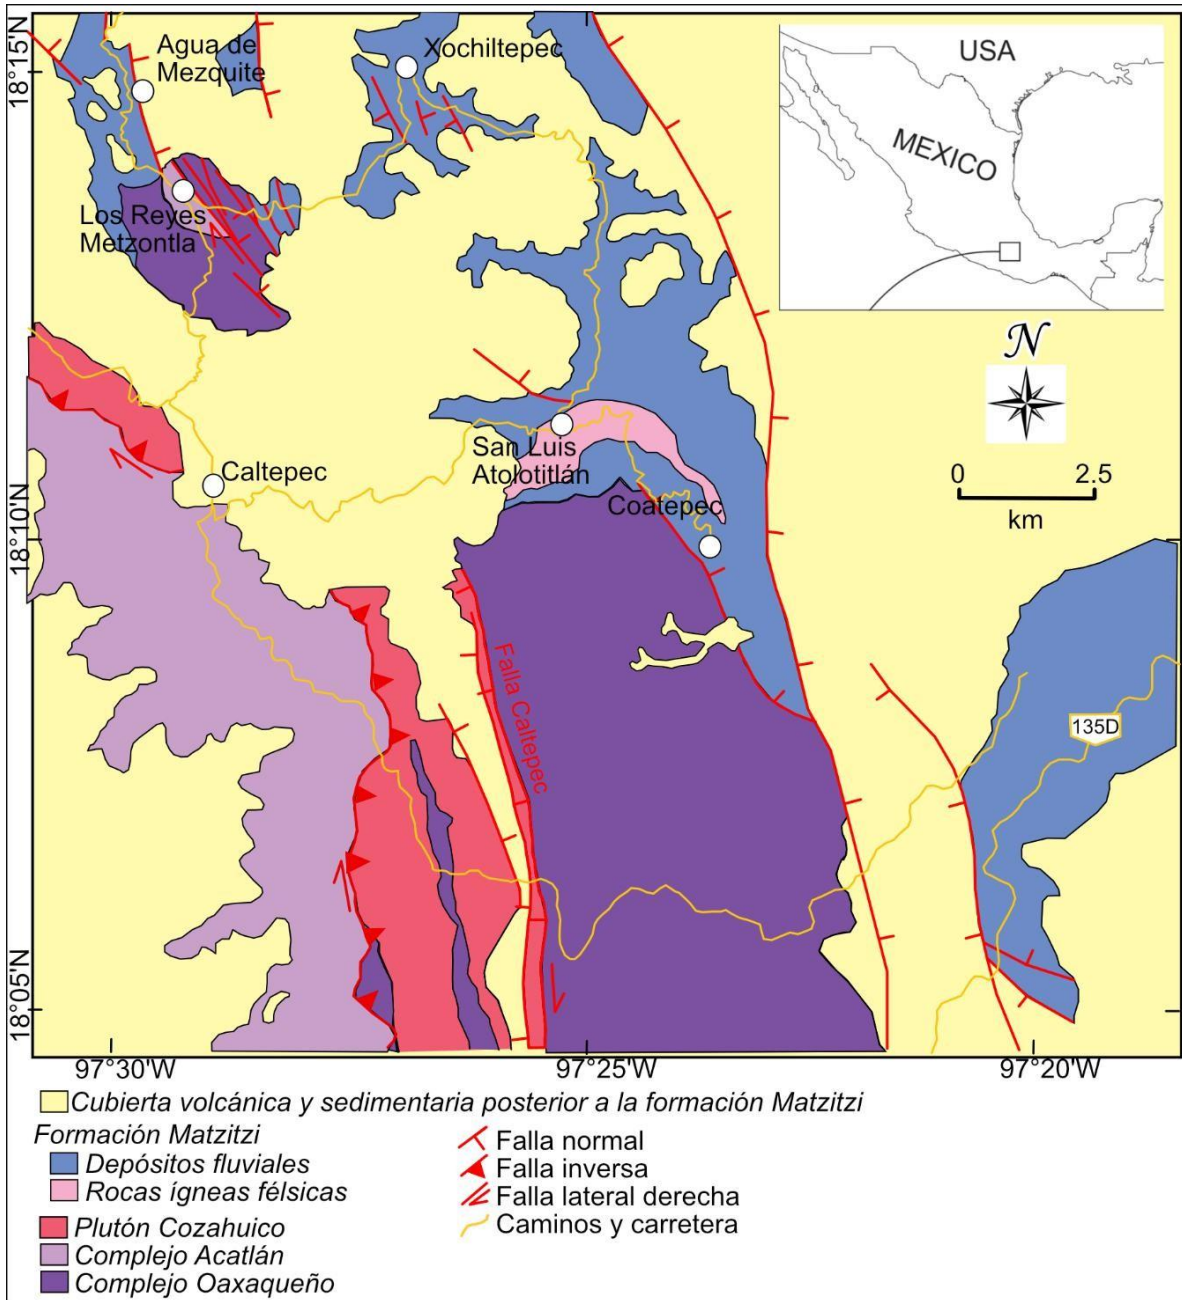 18°15'N
Agua de
Mezquite
Xochiltepec
USA
MEXICO
Los Reyes
Metzontla
N
San Luis
Atolotitlán
Caltepec
0 2.5
km
Coatepec
18°10'N
Falla Caltepec
135D
18°05'N
97°30'W 97°25'W 97°20'W
Cubierta volcánica y sedimentaria posterior a la formación Matzitzi
Formación Matzitzi
Depósitos fluviales
Rocas ígneas félsicas
Plutón Cozahuico
Complejo Acatlán
Complejo Oaxaqueño
Falla normal
Falla inversa
Falla lateral derecha
Caminos y carretera